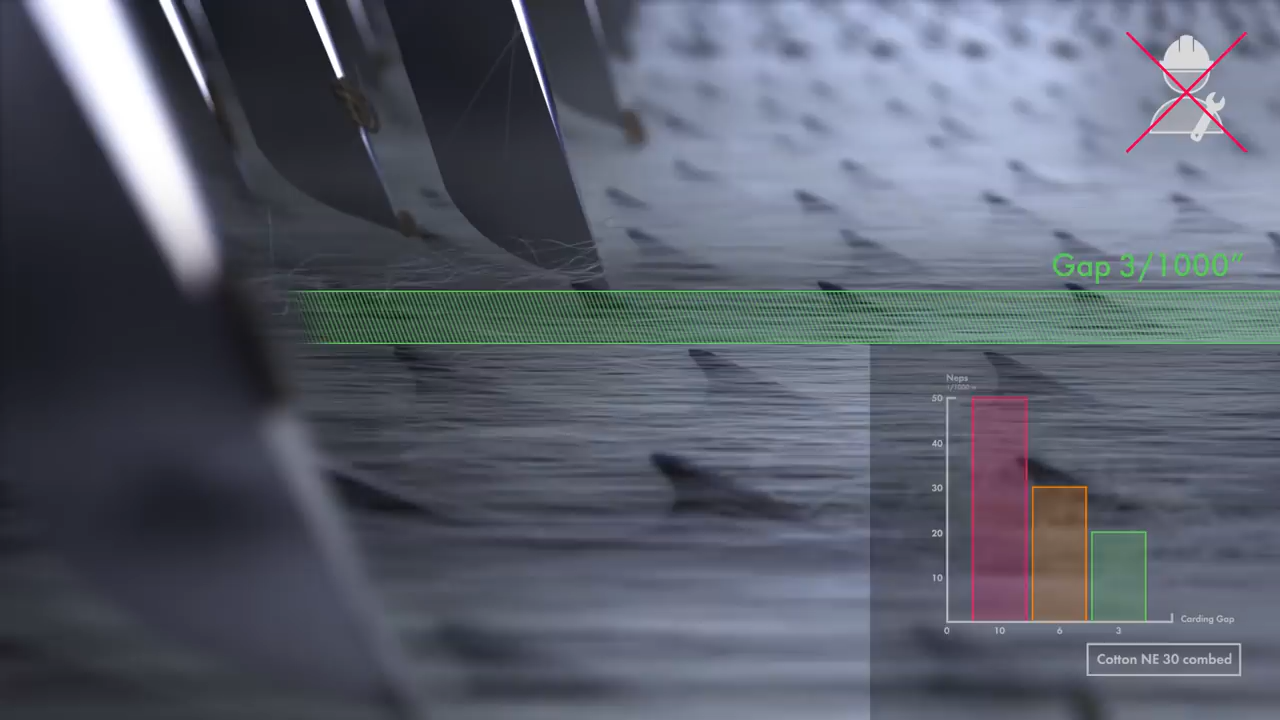 Gap 3/1000”
Neps
50
40
30
20
10
0 10 6 3
Carding Gap
Cotton NE 30 combed